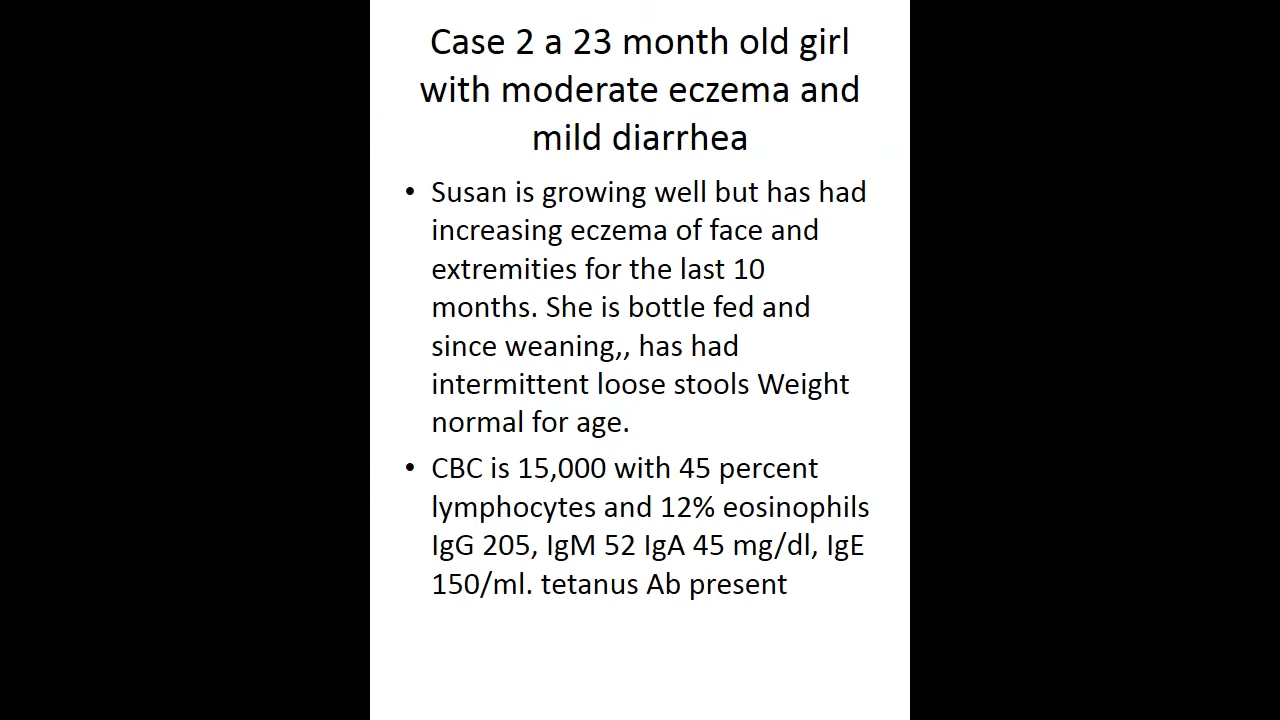 Case 2 a 23 month old girl
with moderate eczema and
mild diarrhea
• Susan is growing well but has had
increasing eczema of face and
extremities for the last 10
months. She is bottle fed and
since weaning,, has had
intermittent loose stools Weight
normal for age.
• CBC is 15,000 with 45 percent
lymphocytes and 12% eosinophils
IgG 205, IgM 52 IgA 45 mg/dl, IgE
150/ml. tetanus Ab present